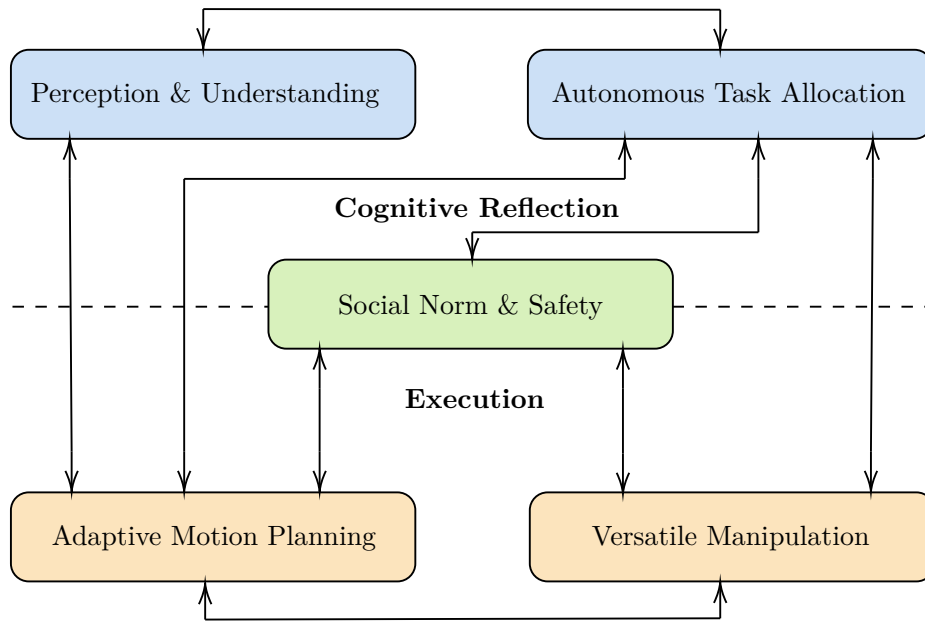 Perception & Understanding
Autonomous Task Allocation
Cognitive Reflection
Social Norm & Safety
Execution
Adaptive Motion Planning
Versatile Manipulation